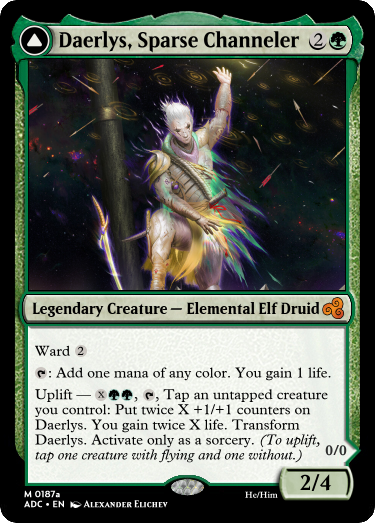 Daerlys, Sparse Channeler 2
Legendary Creature — Elemental Elf Druid
Ward 2
: Add one mana of any color. You gain 1 life.
Uplift — X, , Tap an untapped creature
you control: Put twice X +1/+1 counters on
Daerlys. You gain twice X life. Transform
Daerlys. Activate only as a sorcery. (To uplift,
tap one creature with flying and one without.)
0/0
2/4
M 0187a
ADC • EN Alexander Elichev
He/Him